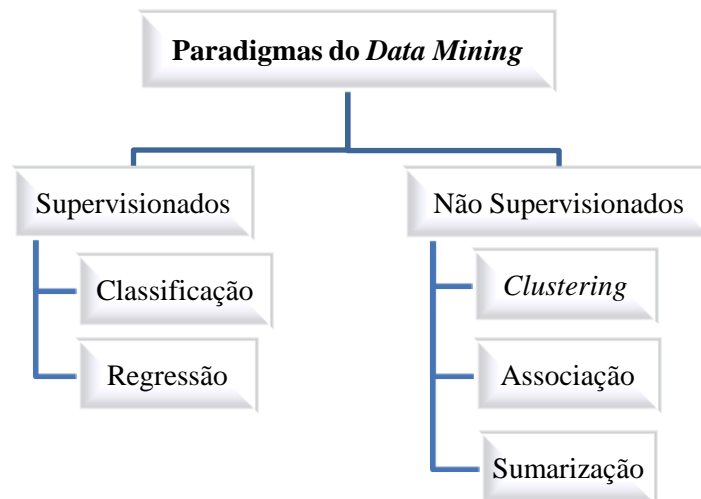 Paradigmas do Data Mining
Supervisionados
Classificação
Regressão
Não Supervisionados
Clustering
Associação
Sumarização